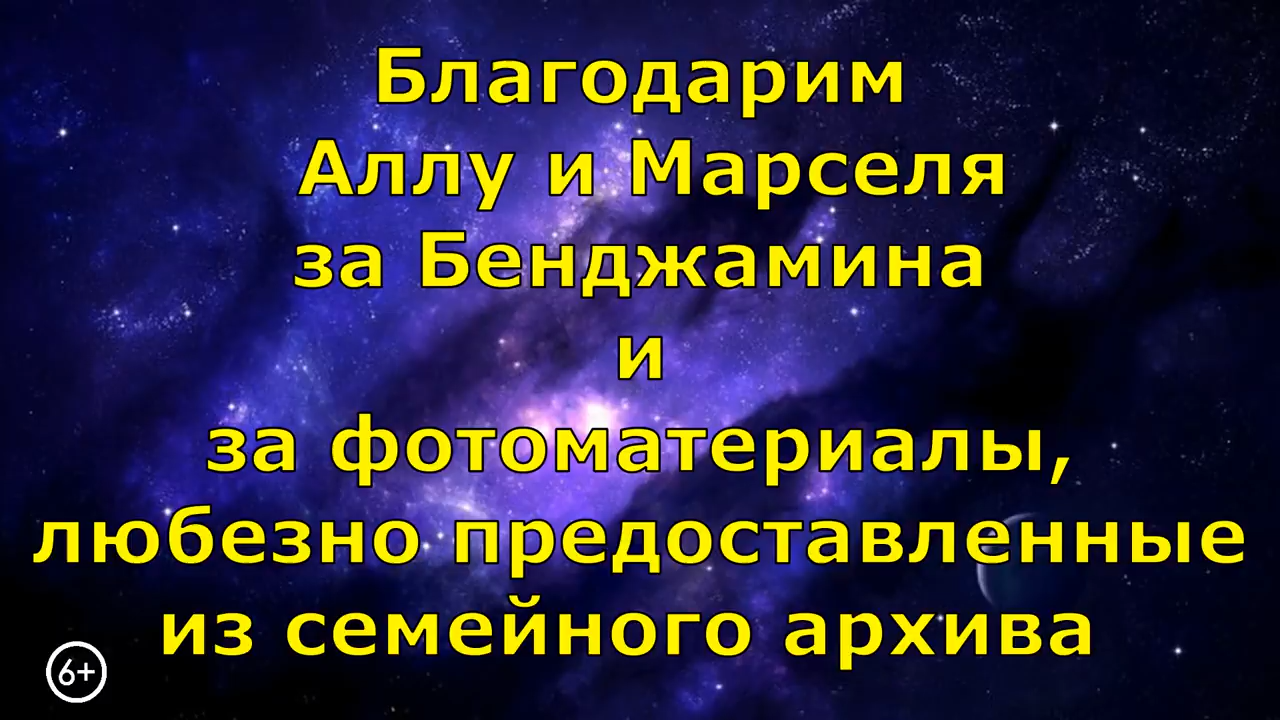 Благодарим
Аллу и Марселя
за Бенджамина
и
за фотоматериалы,
любезно предоставленные
из семейного архива
6+